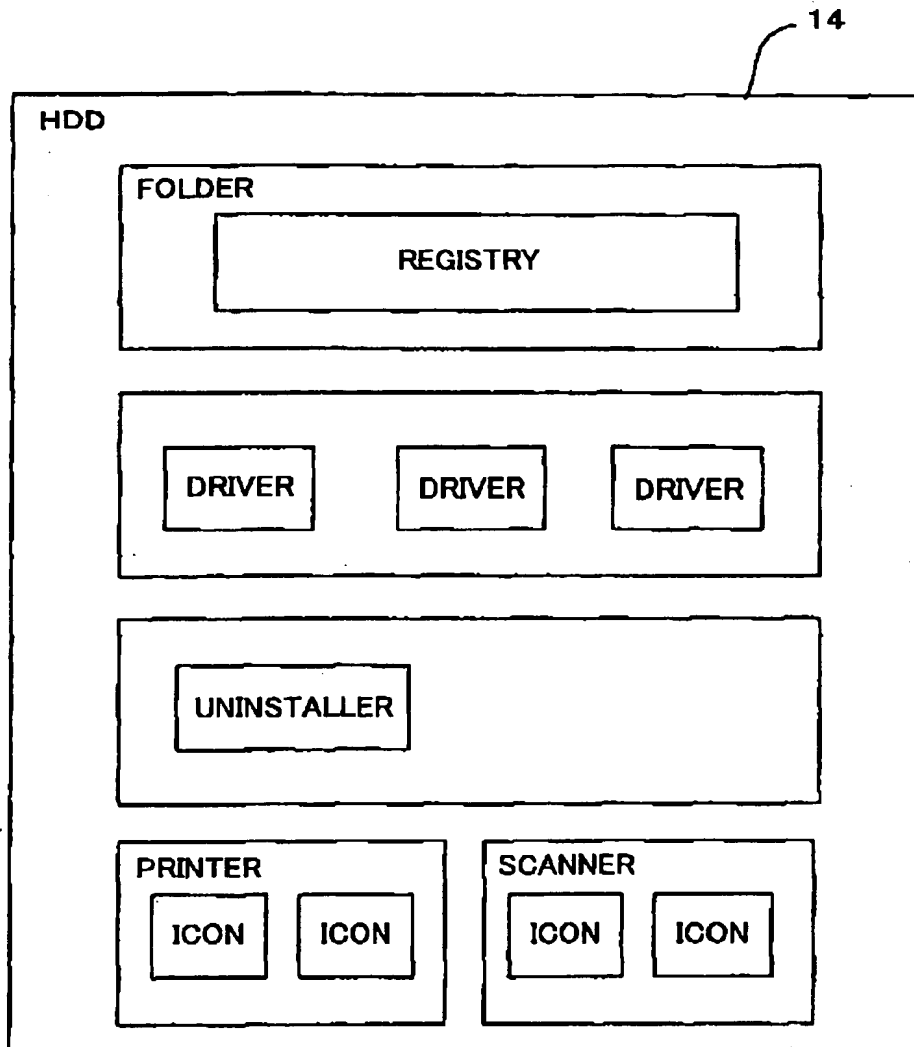 14
HDD
FOLDER
REGISTRY
DRIVER DRIVER DRIVER
UNINSTALLER
PRINTER SCANNER
ICON ICON ICON ICON